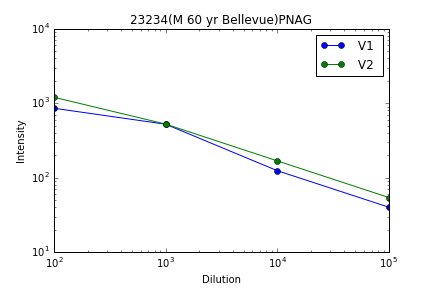 23234(M 60 yr Bellevue)PNAG
V1
V2
Intensity
10^4
10^3
10^2
10^1
10^2 10^3 10^4 10^5
Dilution